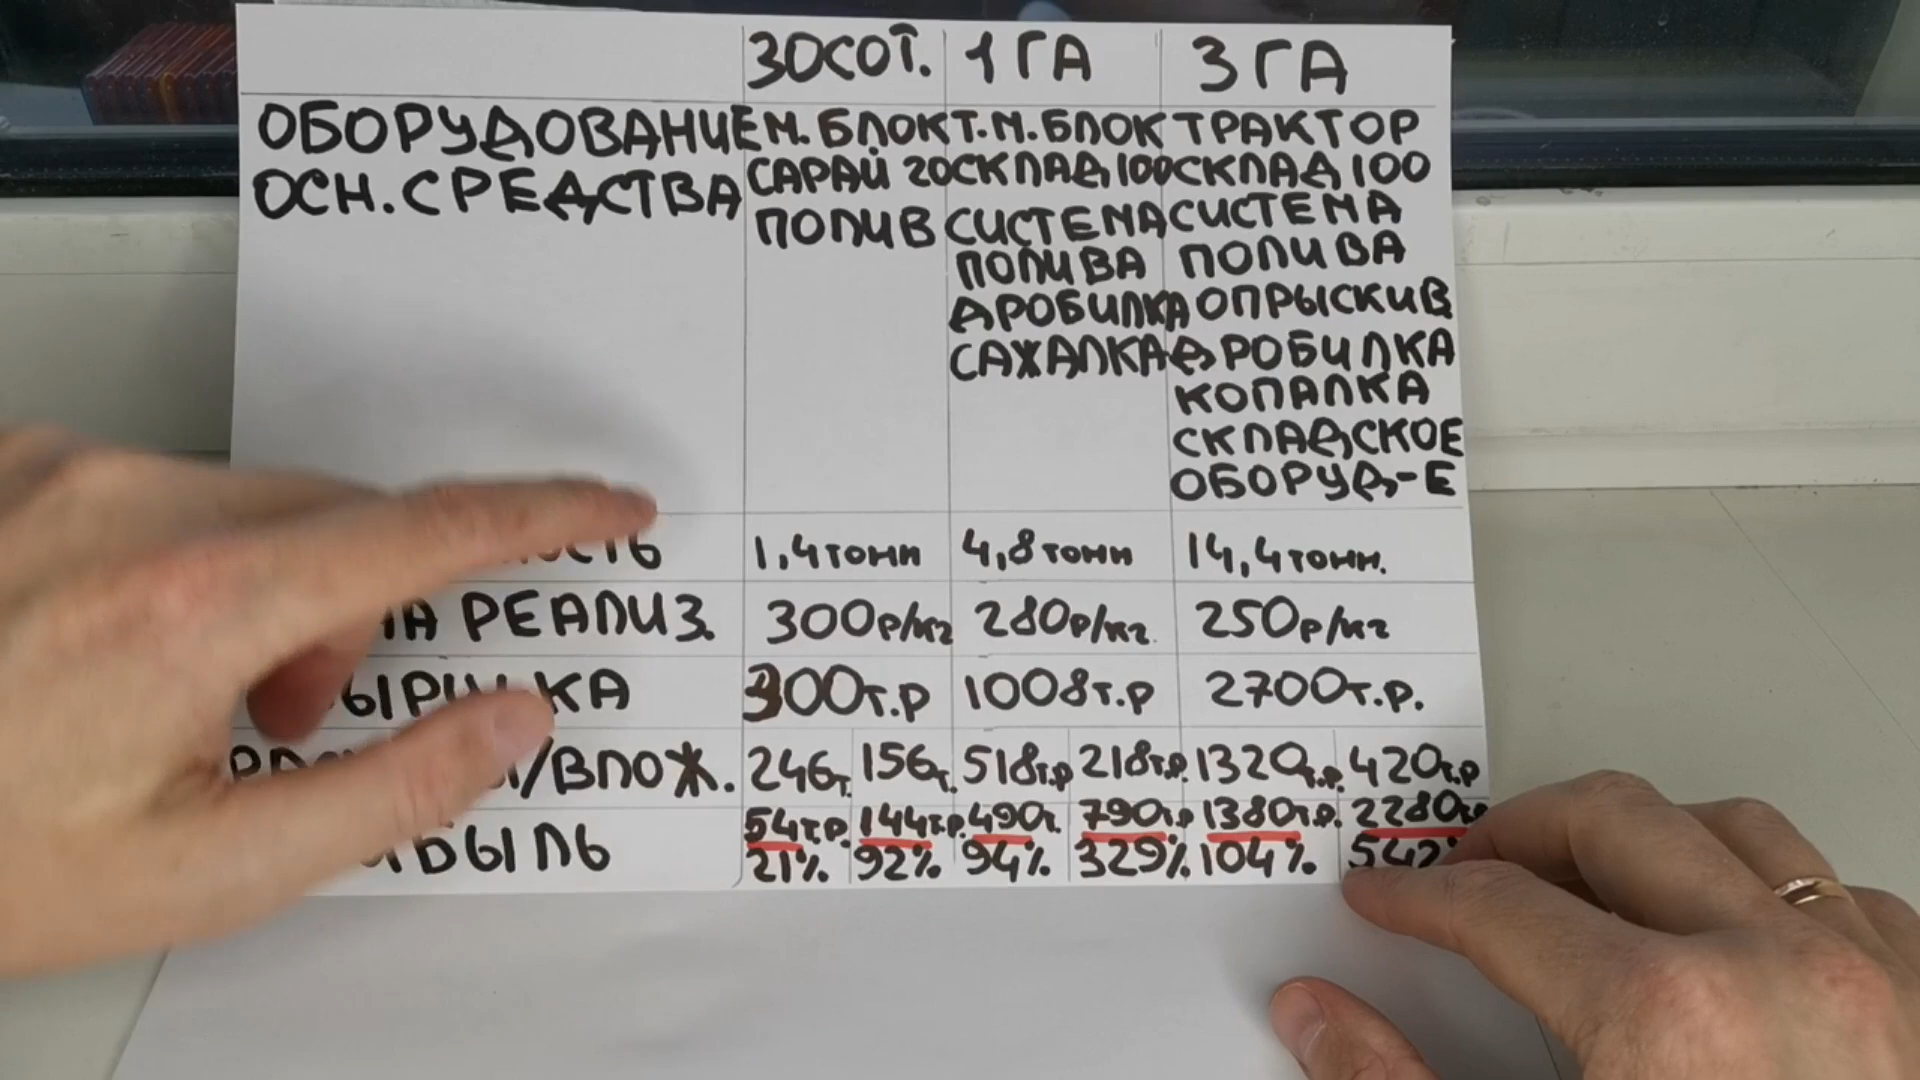 30СОТ. 1ГА 3ГА
ОБОРУДОВАНИЕ М.БЛОК Т.М.БЛОК ТРАКТОР
ОСН.СРЕДСТВА САРАЙ 20 СКЛАД 100 СКЛАД 100
ПОЛИВ СИСТЕМА СИСТЕМА
ПОЛИВА ПОЛИВА
ДРОБИЛКА ОПРЫСКИВ
САЖАЛКА ДРОБИЛКА
КОПАЛКА
СКЛАДСКОЕ
ОБОРУД-Е
1,4тонн 4,8тонн 14,4тонн.
РЕАЛИЗ. 300р/кг 280р/кг. 250р/кг
300т.р 1008т.р 2700т.р.
/ВЛОЖ. 246т. 156т. 518т.р 218т.р. 1320т.р. 420т.р
54т.р. 144т.р. 490т. 790т.р 1380т.р. 2280т.р
21% 92% 94% 329% 104%